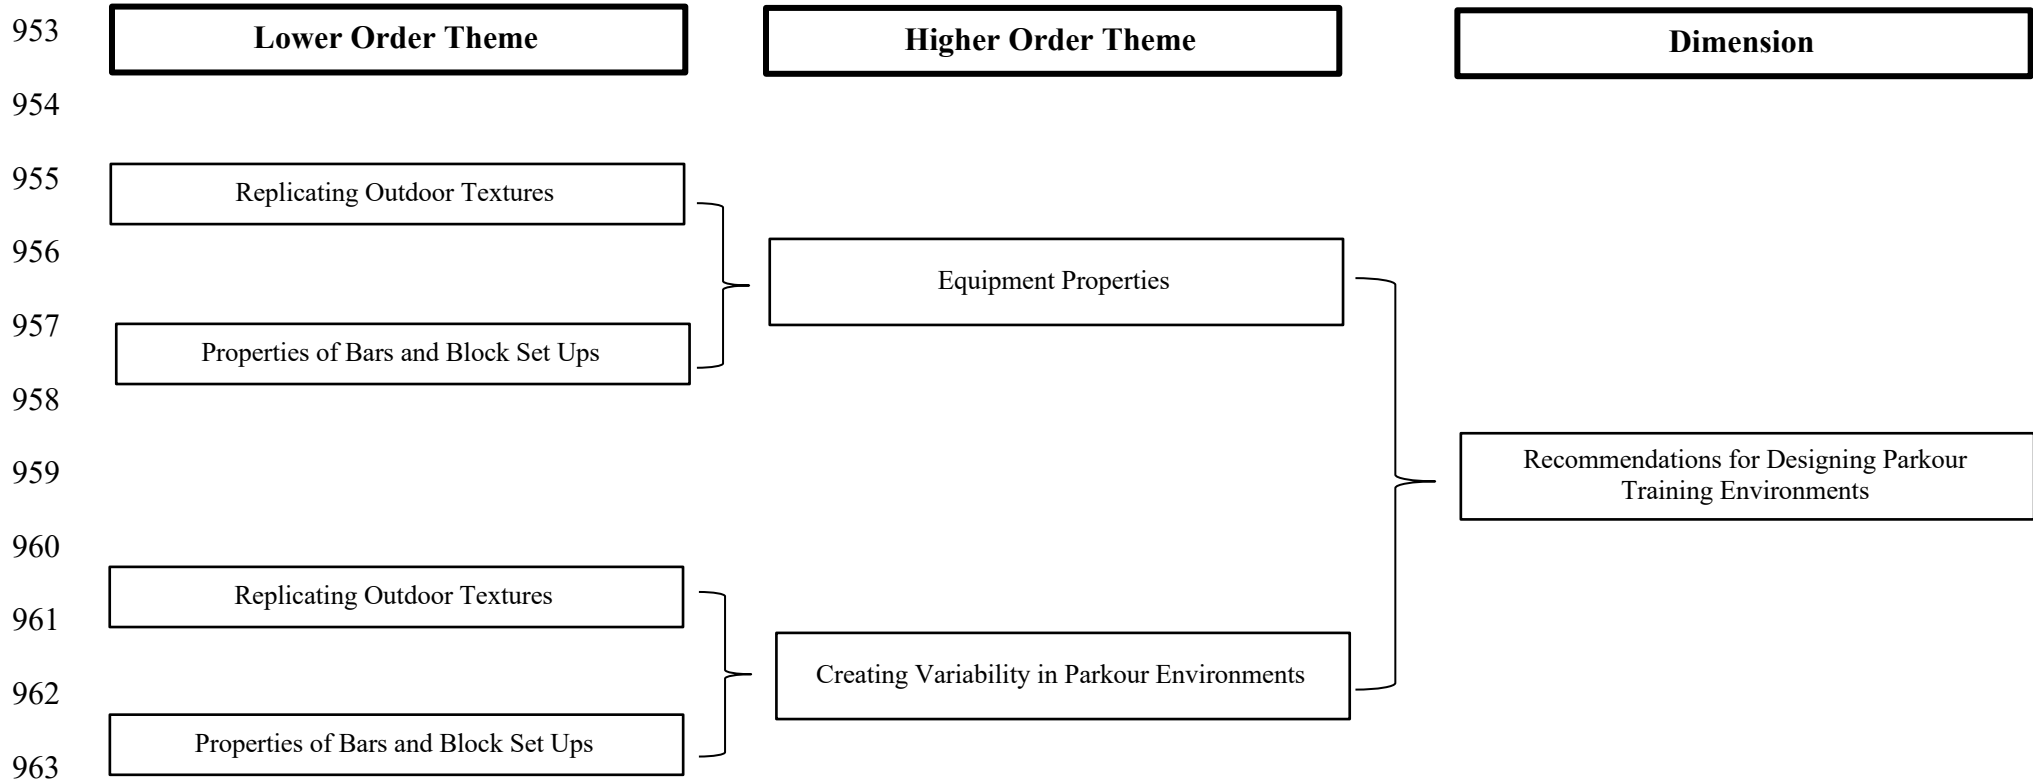 953
Lower Order Theme
Higher Order Theme
Dimension
954
955
Replicating Outdoor Textures
956
Equipment Properties
957
Properties of Bars and Block Set Ups
958
959
Recommendations for Designing Parkour
Training Environments
960
Replicating Outdoor Textures
961
Creating Variability in Parkour Environments
962
Properties of Bars and Block Set Ups
963